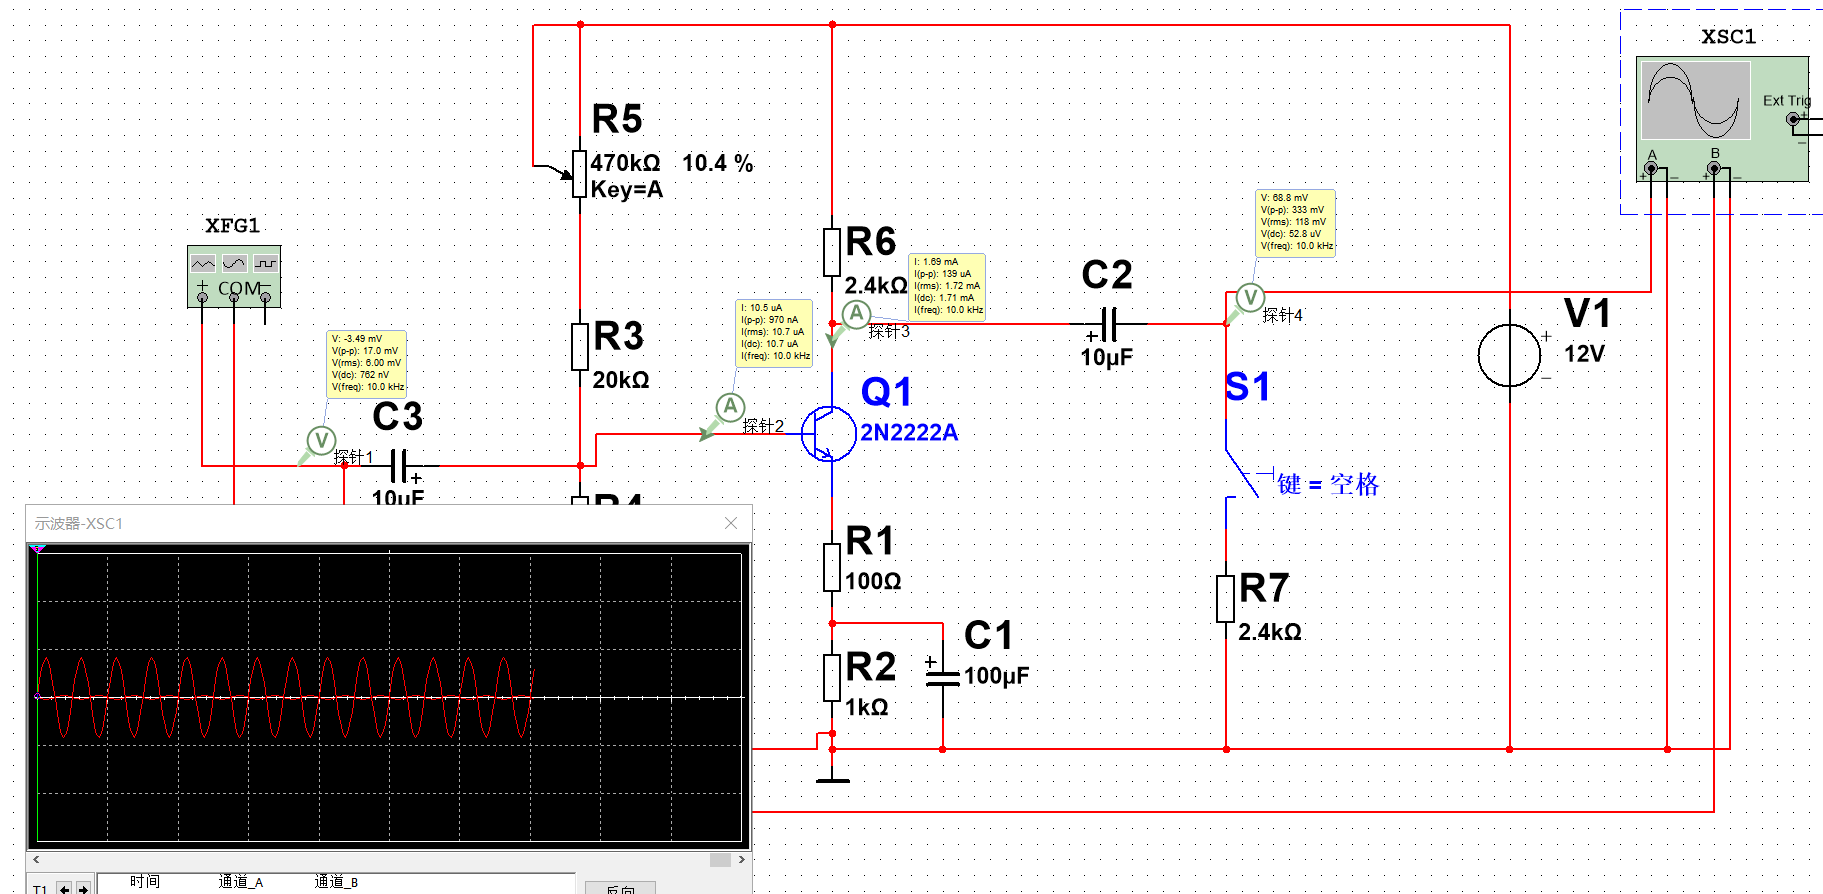 XSC1
Ext Trig
+
−
A
B
+
−
+
−
R5
470kΩ 10.4 %
Key=A
XFG1
+
COM
−
V: 68.8 mV
V(p-p): 333 mV
V(rms): 118 mV
V(dc): 52.8 uV
V(freq): 10.0 kHz
R6
2.4kΩ
I: 1.69 mA
I(p-p): 139 uA
I(rms): 1.72 mA
I(dc): 1.71 mA
I(freq): 10.0 kHz
A
探针3
C2
+
10µF
V
探针4
V1
12V
+
−
I: 10.5 uA
I(p-p): 970 nA
I(rms): 10.7 uA
I(dc): 10.7 uA
I(freq): 10.0 kHz
R3
20kΩ
V: -3.49 mV
V(p-p): 17.0 mV
V(rms): 6.00 mV
V(dc): 762 nV
V(freq): 10.0 kHz
C3
+
10µF
V
探针1
A
探针2
Q1
2N2222A
S1
键 = 空格
R4
R1
100Ω
R7
2.4kΩ
C1
+
100µF
R2
1kΩ
示波器-XSC1
T1
时间
通道_A
通道_B
反向